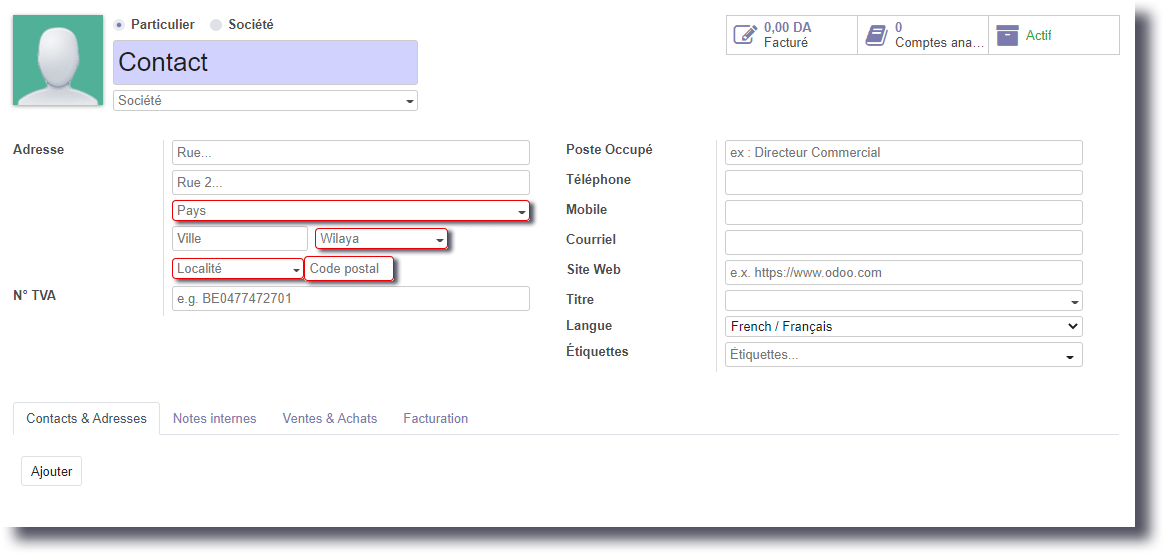 Particulier Société
Contact
Société
0,00 DA
Facturé
0
Comptes ana...
Actif
Adresse
Rue...
Rue 2...
Pays
Ville Wilaya
Localité Code postal
N° TVA e.g. BE0477472701
Poste Occupé ex : Directeur Commercial
Téléphone
Mobile
Courriel
Site Web e.x. https://www.odoo.com
Titre
Langue French / Français
Étiquettes Étiquettes...
Contacts & Adresses Notes internes Ventes & Achats Facturation
Ajouter